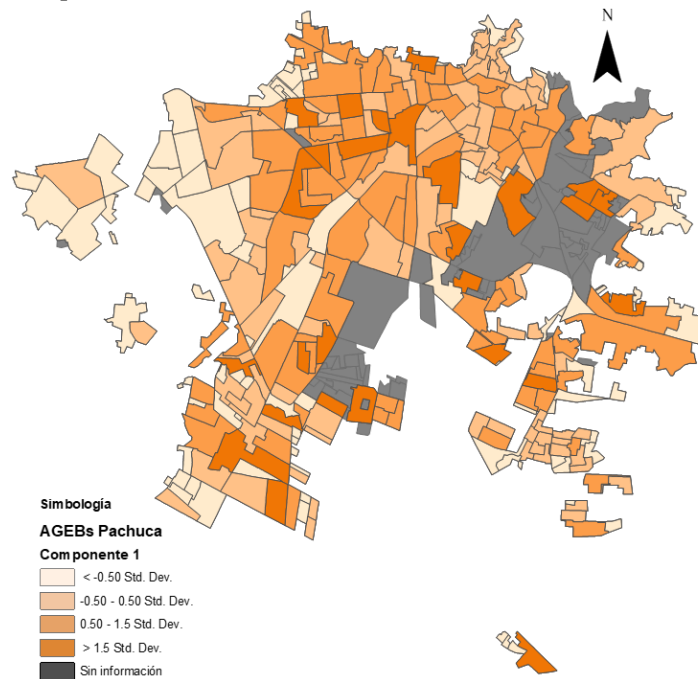 N
Simbología
AGEBs Pachuca
Componente 1
< -0.50 Std. Dev.
-0.50 - 0.50 Std. Dev.
0.50 - 1.5 Std. Dev.
> 1.5 Std. Dev.
Sin información